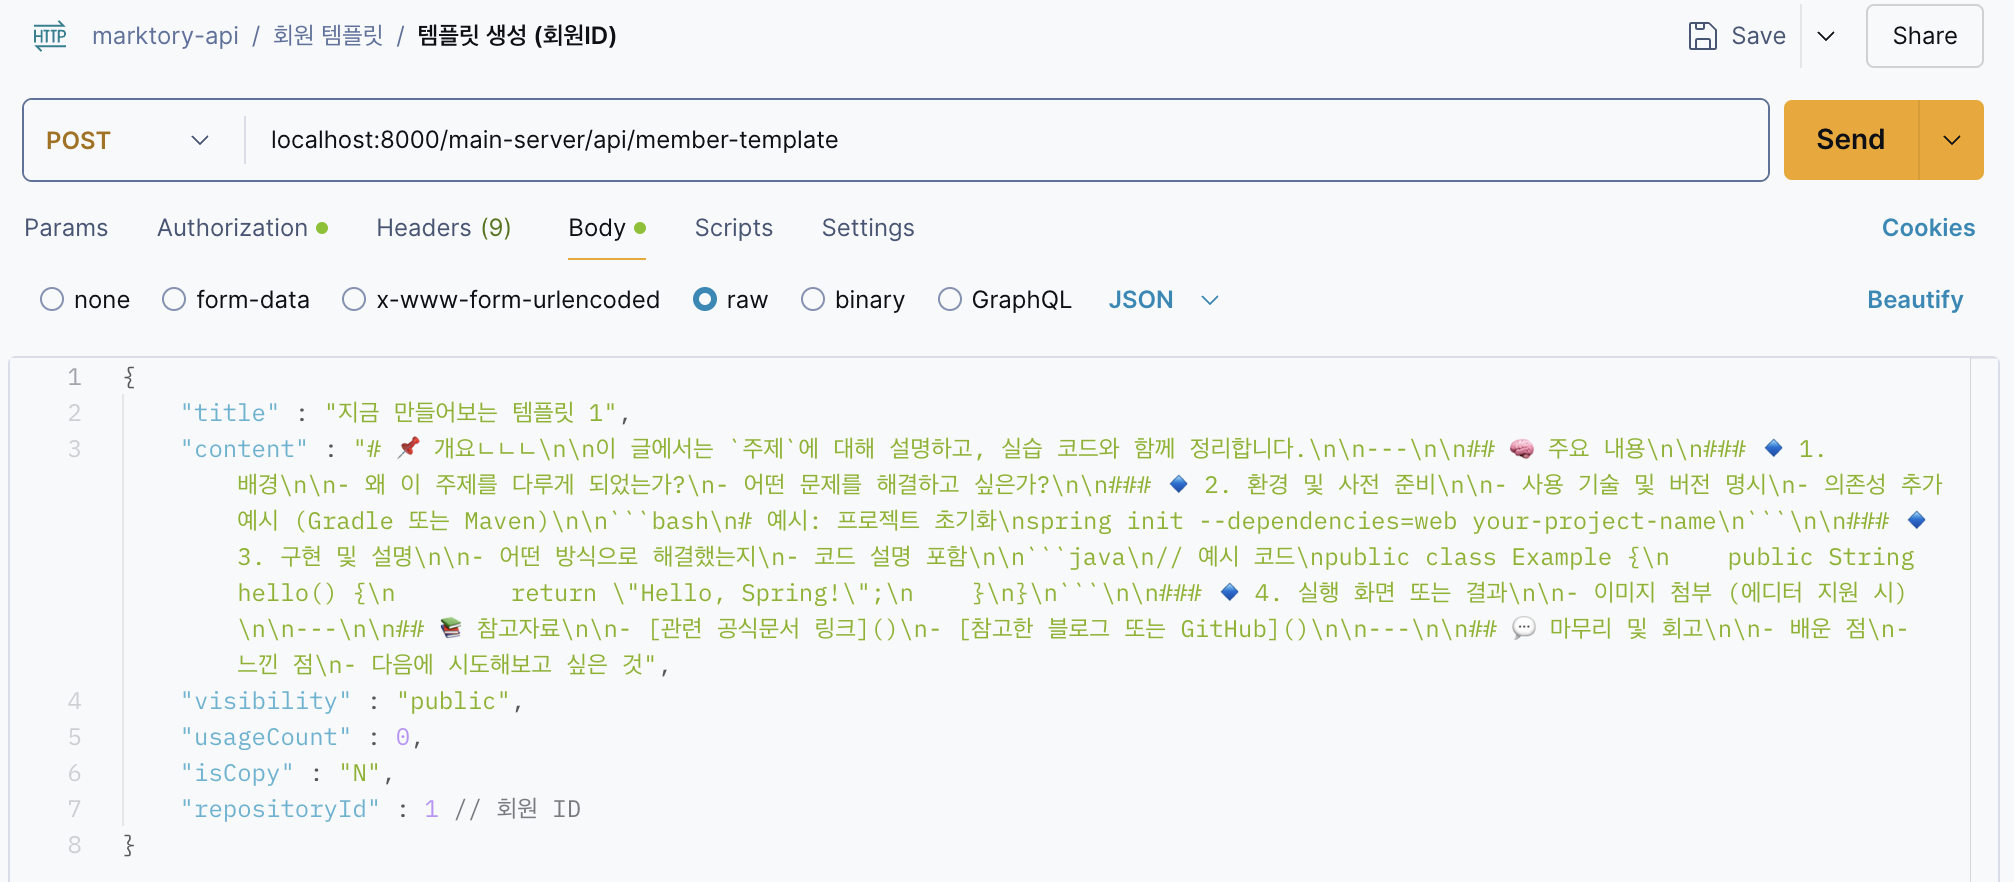 HTTP marktory-api / 회원 템플릿 / 템플릿 생성 (회원ID) Save Share
POST localhost:8000/main-server/api/member-template Send
Params Authorization Headers (9) Body Scripts Settings Cookies
none form-data x-www-form-urlencoded raw binary GraphQL JSON Beautify
1 {
2 "title" : "지금 만들어보는 템플릿 1",
3 "content" : "# 📌 개요ㄴㄴㄴ\n\n이 글에서는 `주제`에 대해 설명하고, 실습 코드와 함께 정리합니다.\n\n---\n\n## 🧠 주요 내용\n\n### 🔹 1.
배경\n\n- 왜 이 주제를 다루게 되었는가?\n- 어떤 문제를 해결하고 싶은가?\n\n### 🔹 2. 환경 및 사전 준비\n\n- 사용 기술 및 버전 명시\n- 의존성 추가
예시 (Gradle 또는 Maven)\n\n```bash\n# 예시: 프로젝트 초기화\nspring init --dependencies=web your-project-name\n```\n\n### 🔹
3. 구현 및 설명\n\n- 어떤 방식으로 해결했는지\n- 코드 설명 포함\n\n```java\n// 예시 코드\npublic class Example {\n    public String
hello() {\n        return \"Hello, Spring!\";\n    }\n}\n```\n\n### 🔹 4. 실행 화면 또는 결과\n\n- 이미지 첨부 (에디터 지원 시)
\n\n---\n\n## 📚 참고자료\n\n- [관련 공식문서 링크]()\n- [참고한 블로그 또는 GitHub]()\n\n---\n\n## 💬 마무리 및 회고\n\n- 배운 점\n-
느낀 점\n- 다음에 시도해보고 싶은 것",
4 "visibility" : "public",
5 "usageCount" : 0,
6 "isCopy" : "N",
7 "repositoryId" : 1 // 회원 ID
8 }